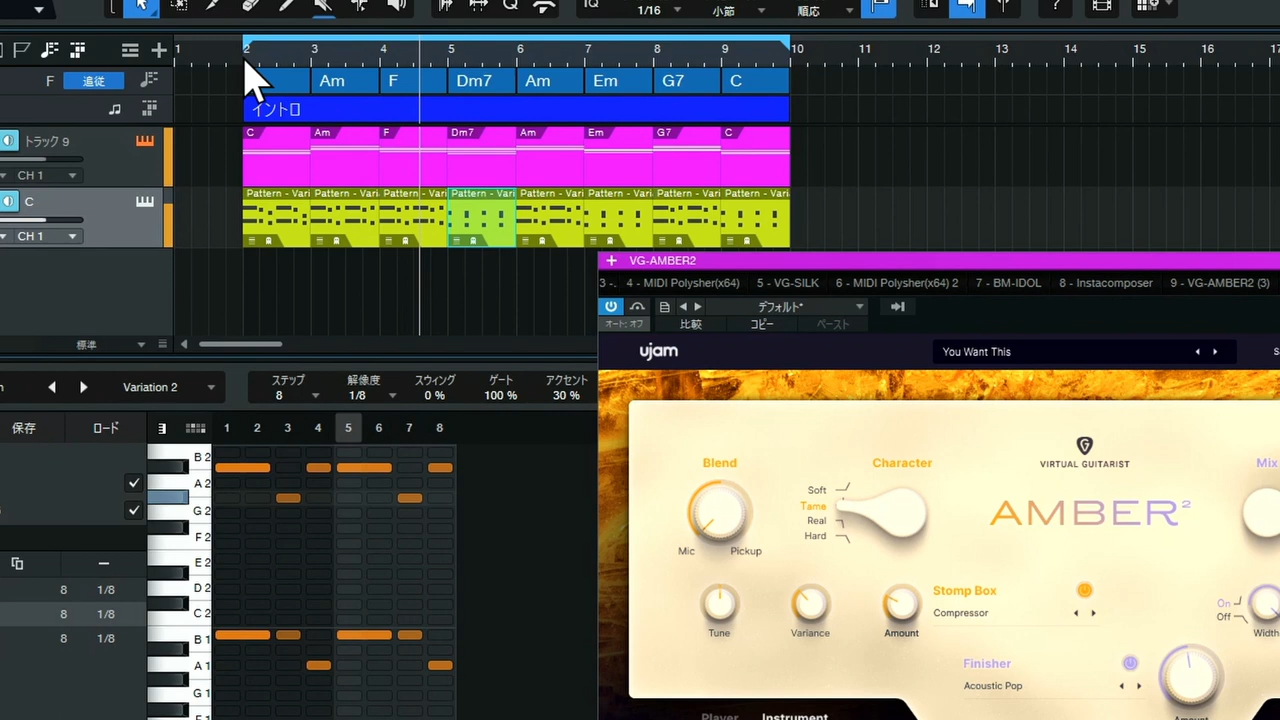 IQ 1/16 小節 順応 ?
1 2 3 4 5 6 7 8 9 10 11 12 13 14 15 16 17
F 追従 Am F Dm7 Am Em G7 C
イントロ
トラック 9 C Am F Dm7 Am Em G7 C
CH 1
C Pattern - Vari Pattern - Vari Pattern - Vari Pattern - Vari Pattern - Vari Pattern - Vari Pattern - Vari Pattern - Vari
CH 1
標準
+ VG-AMBER2
3 -. 4 - MIDI Polysher(x64) 5 - VG-SILK 6 - MIDI Polysher(x64) 2 7 - BM-IDOL 8 - Instacomposer 9 - VG-AMBER2 (3)
デフォルト*
オート: オフ 比較 コピー ペースト
ujam You Want This S
Variation 2
ステップ 解像度 スウィング ゲート アクセント
8 1/8 0 % 100 % 30 %
保存 ロード
1 2 3 4 5 6 7 8
B 2
A 2
G 2
F 2
E 2
D 2
C 2
B 1
A 1
G 1
8 1/8
8 1/8
8 1/8
Blend
Mic Pickup
Character
Soft
Tame
Real
Hard
VIRTUAL GUITARIST
AMBER²
Mix
Tune Variance Amount
Stomp Box
Compressor
On
Off
Width
Finisher
Acoustic Pop
Amount
Player Instrument